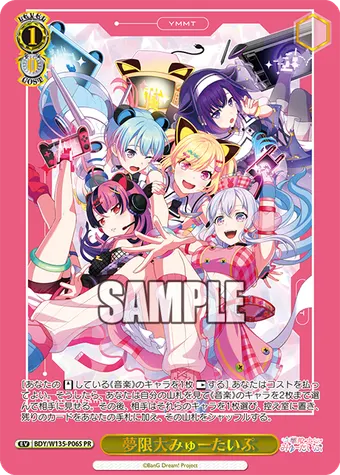 YMMT
1
0
COST
SAMPLE
［あなたの している《音楽》のキャラを1枚 する］ あなたはコストを払っ
てよい。そうしたら、あなたは自分の山札を見て《音楽》のキャラを2枚まで選
んで相手に見せる。その後、相手はそれらのキャラを1枚選び、控え室に置き、
残りのカードをあなたの手札に加え、その山札をシャッフルする。
EV BDY/W135-P06S PR
夢限大みゅーたいぷ
©BanG Dream! Project